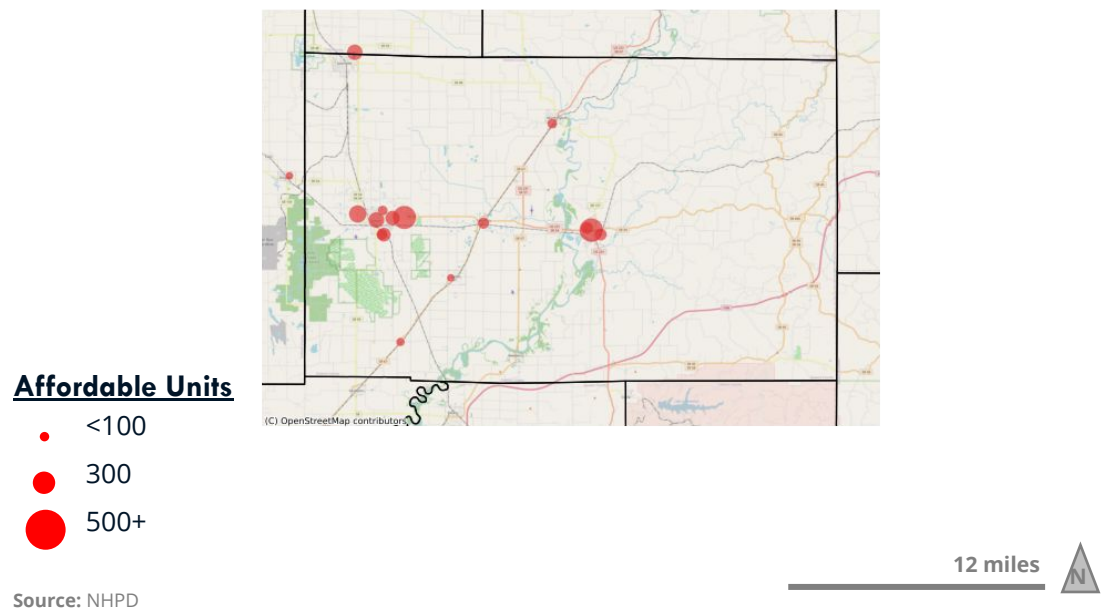 (C) OpenStreetMap contributors
Affordable Units
<100
300
500+
12 miles
N
Source: NHPD